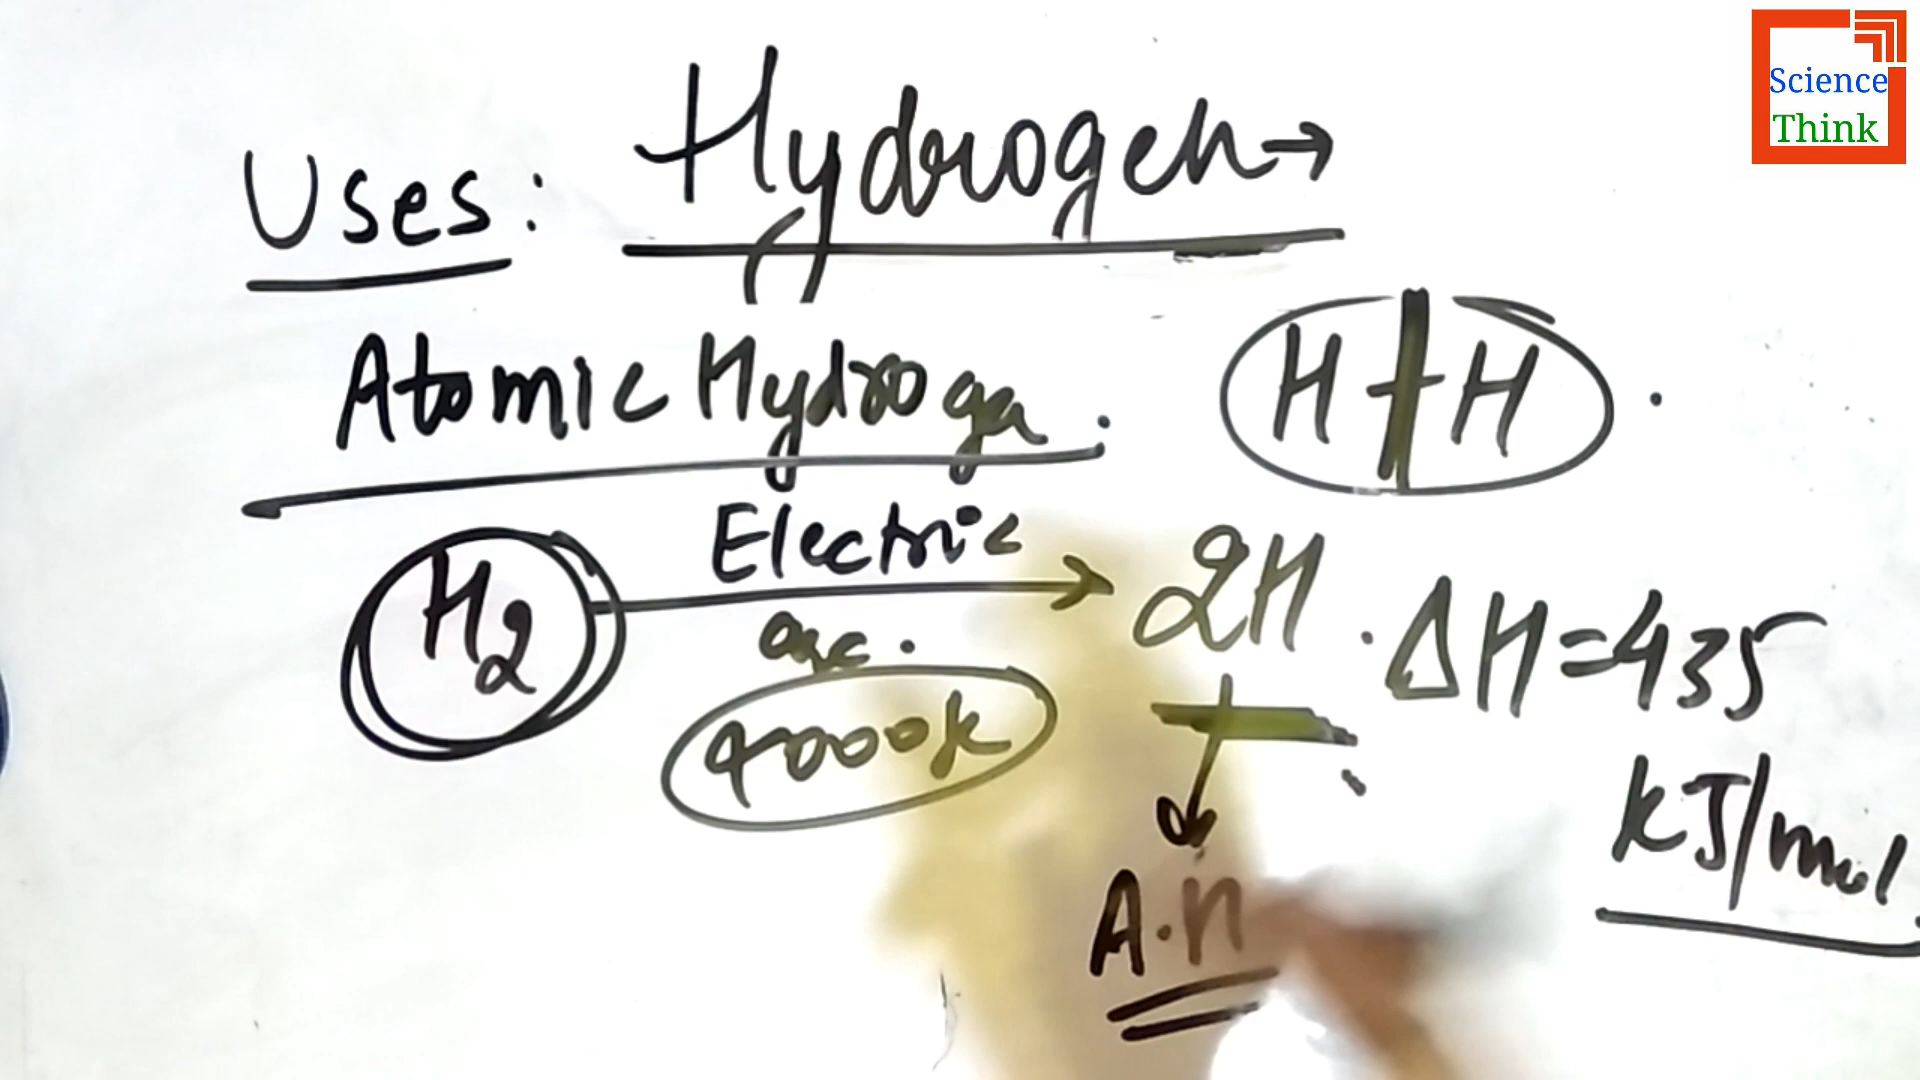 Science
Think
Uses: Hydrogen→
Atomic Hydrogen.
H+H.
H2 Electric arc. → 2H. ΔH=435
4000k
kJ/mol.
A.H